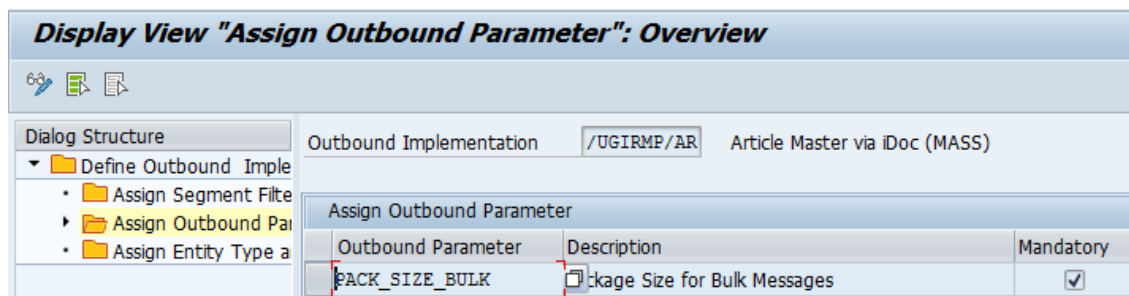 Display View "Assign Outbound Parameter": Overview
Dialog Structure
Define Outbound Imple
Assign Segment Filte
Assign Outbound Par
Assign Entity Type a
Outbound Implementation /UGIRMP/AR Article Master via iDoc (MASS)
Assign Outbound Parameter
Outbound Parameter Description Mandatory
PACK_SIZE_BULK ckage Size for Bulk Messages